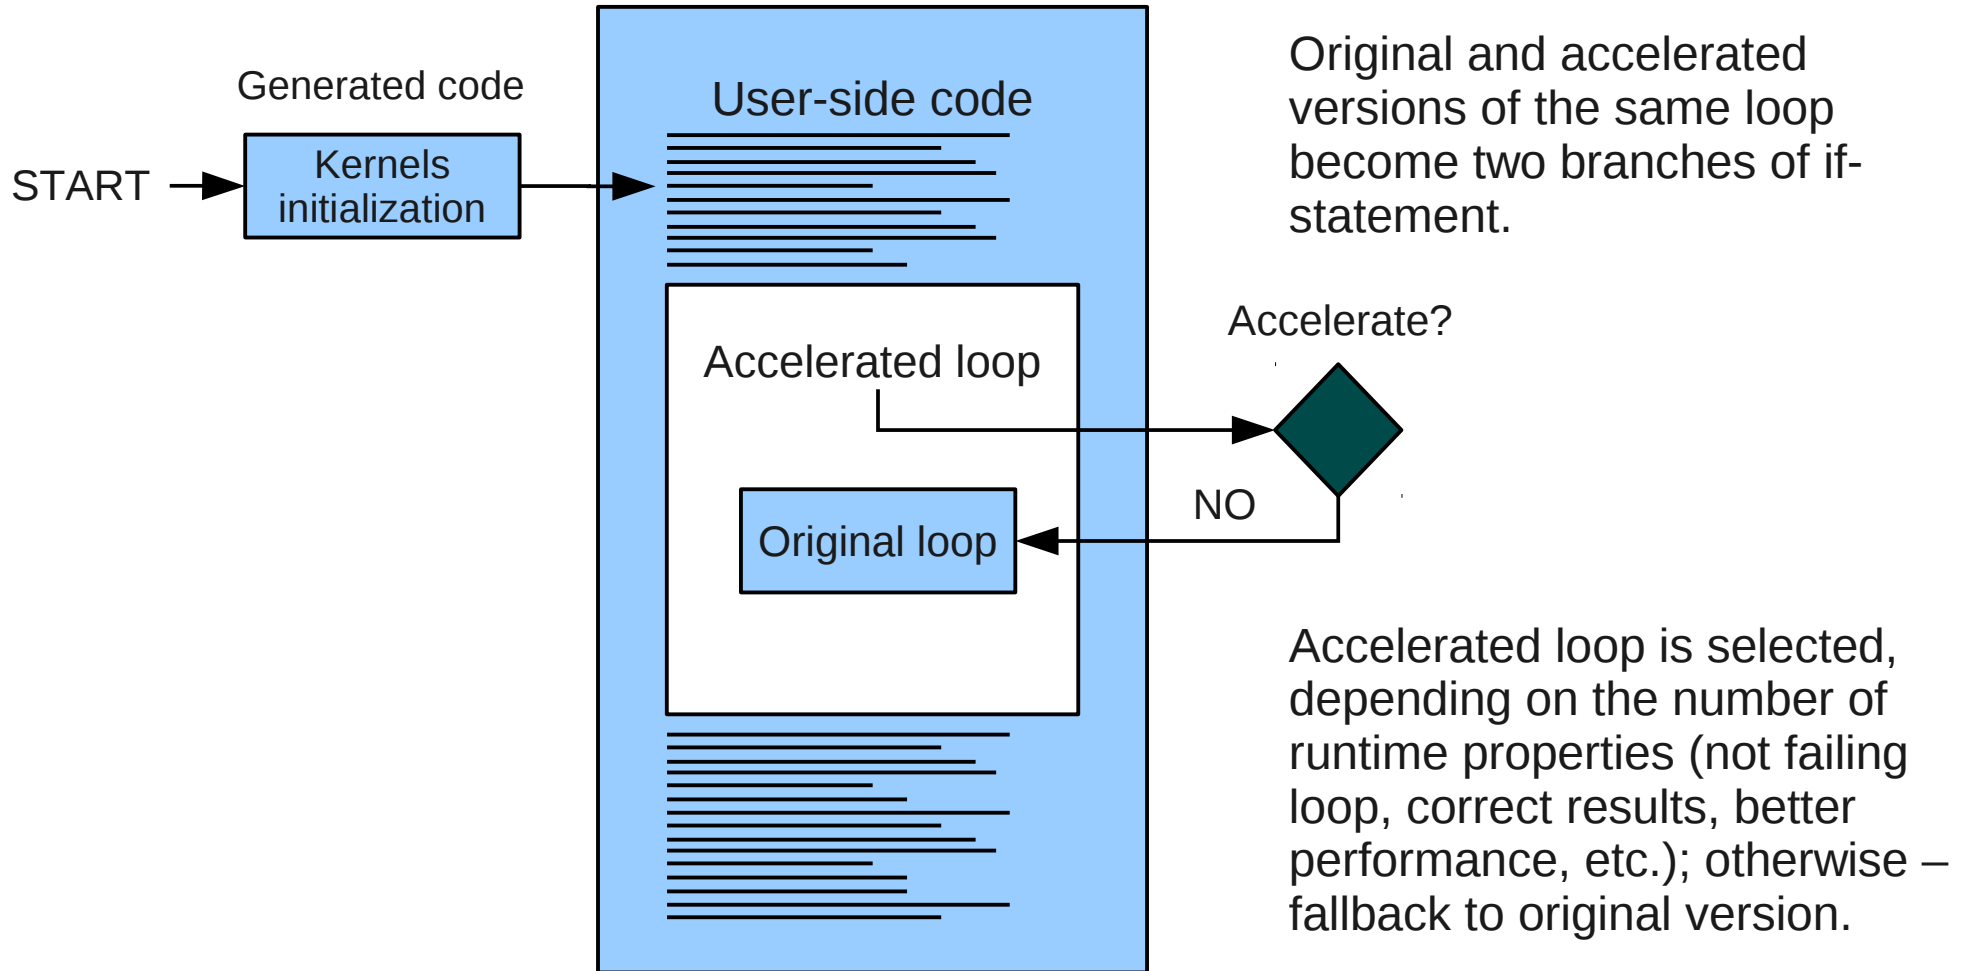 Generated code
START
Kernels
initialization
User-side code
Original and accelerated
versions of the same loop
become two branches of if-
statement.
Accelerated loop
Accelerate?
NO
Original loop
Accelerated loop is selected,
depending on the number of
runtime properties (not failing
loop, correct results, better
performance, etc.); otherwise –
fallback to original version.